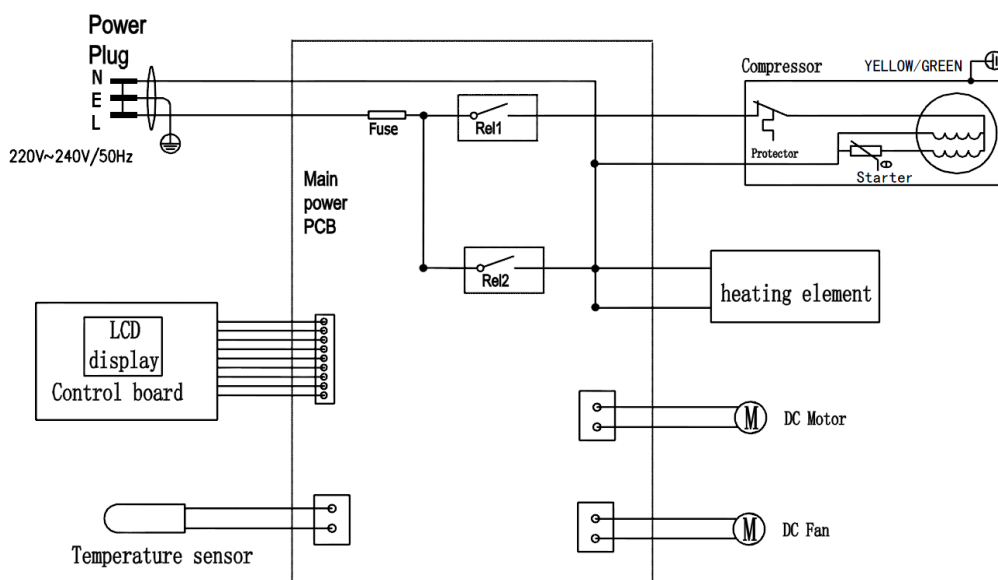 Power
Plug
N
E
L
220V~240V/50Hz
Fuse
Rel1
Main
power
PCB
Rel2
Compressor
YELLOW/GREEN
Protector
Starter
heating element
LCD
display
Control board
M
DC Motor
Temperature sensor
M
DC Fan